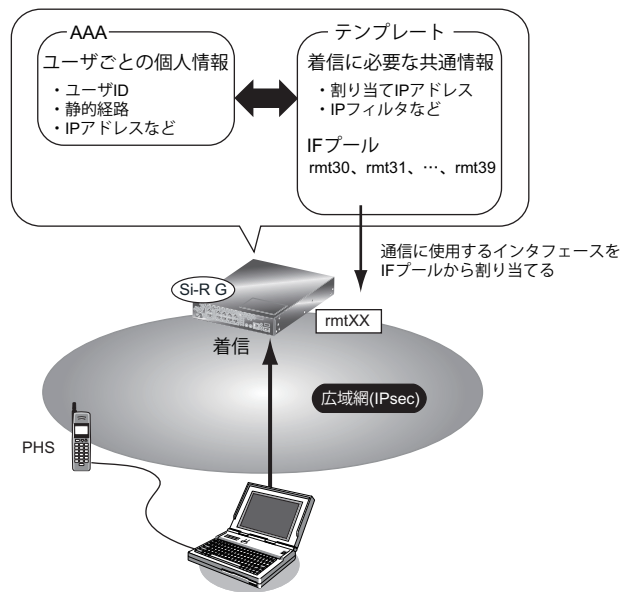 AAA
ユーザごとの個人情報
・ユーザID
・静的経路
・IPアドレスなど
テンプレート
着信に必要な共通情報
・割り当てIPアドレス
・IPフィルタなど
IFプール
rmt30、rmt31、…、rmt39
通信に使用するインタフェースを
IFプールから割り当てる
Si-R G
rmtXX
着信
広域網(IPsec)
PHS